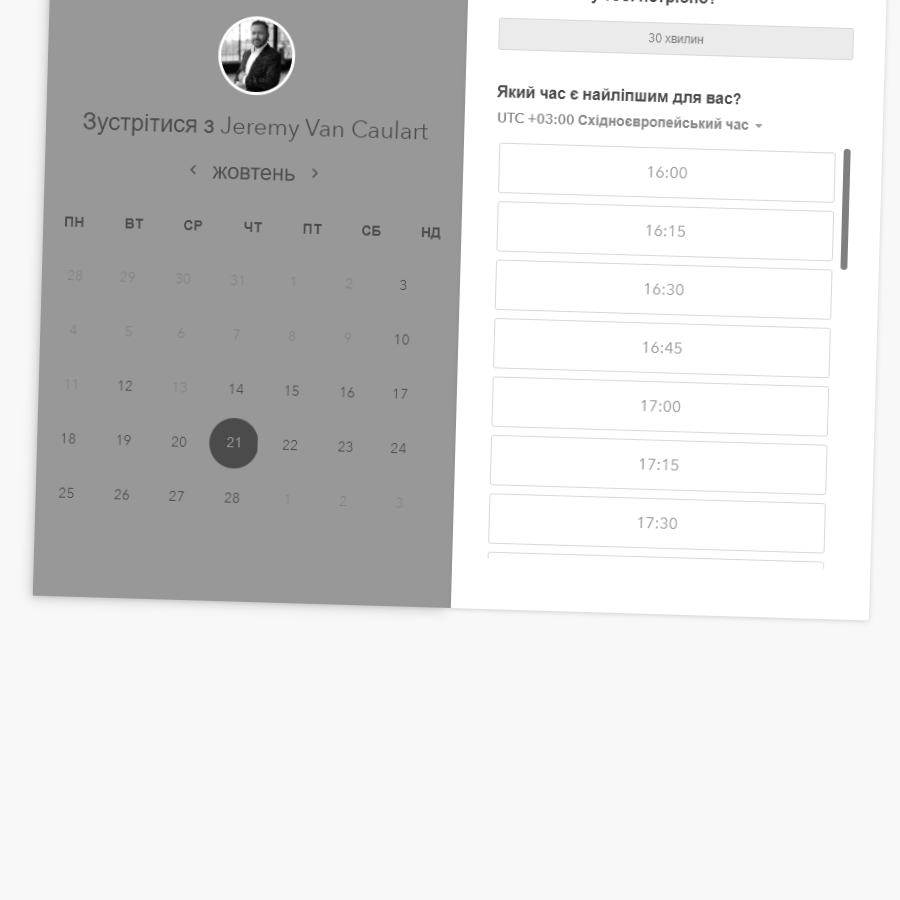 Зустрітися з Jeremy Van Caulart
‹ жовтень ›
ПН ВТ СР ЧТ ПТ СБ НД
28 29 30 31 1 2 3
4 5 6 7 8 9 10
11 12 13 14 15 16 17
18 19 20 21 22 23 24
25 26 27 28 1 2 3
30 хвилин
Який час є найліпшим для вас?
UTC +03:00 Східноєвропейський час
16:00
16:15
16:30
16:45
17:00
17:15
17:30